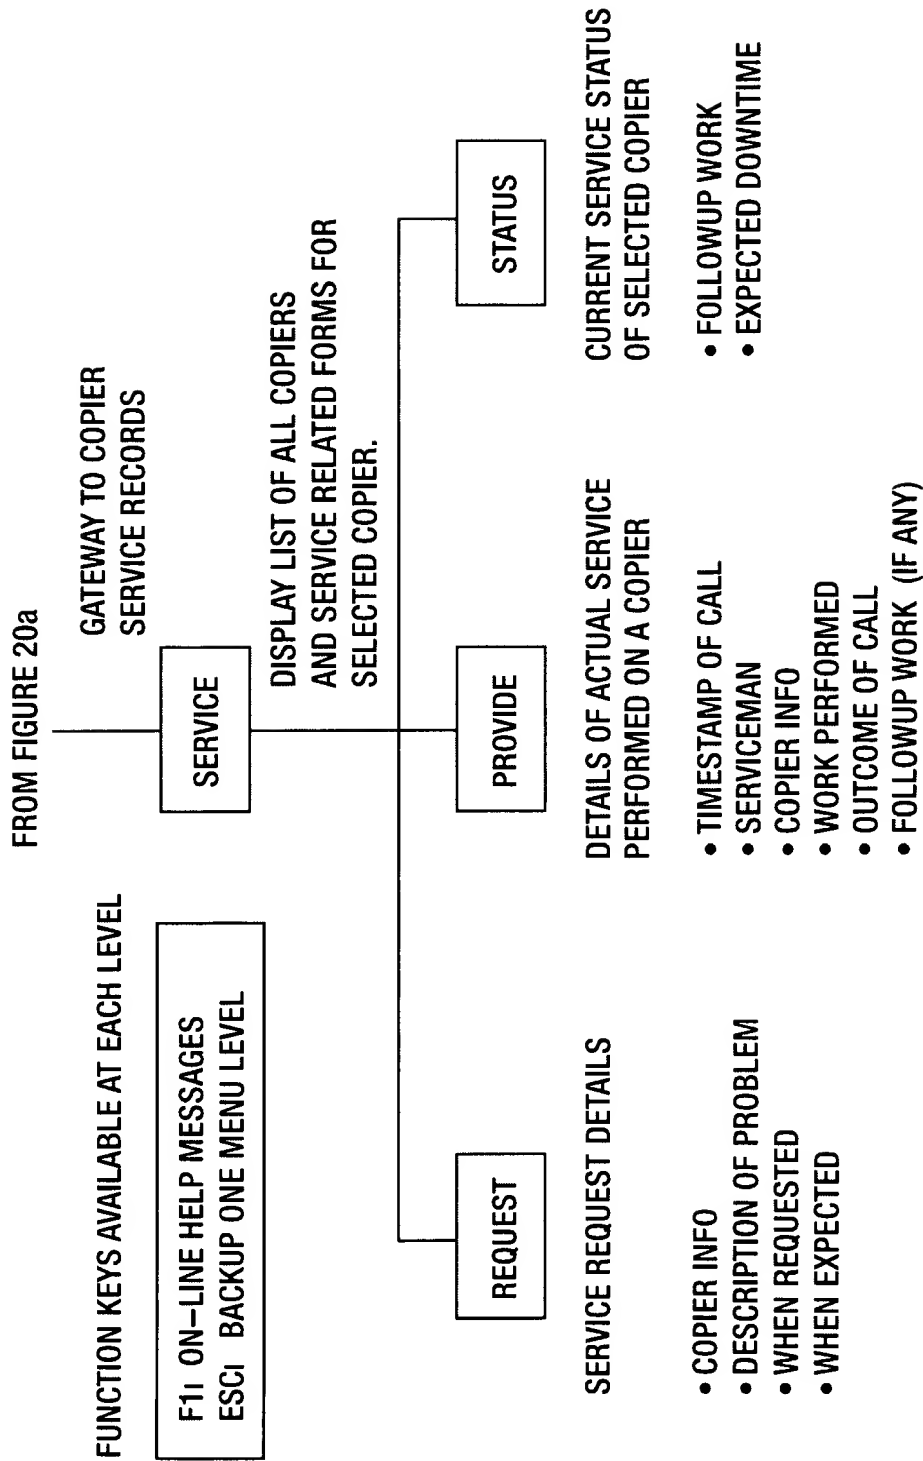 FROM FIGURE 20a
FUNCTION KEYS AVAILABLE AT EACH LEVEL
F1ı ON–LINE HELP MESSAGES
ESCı BACKUP ONE MENU LEVEL
GATEWAY TO COPIER
SERVICE RECORDS
SERVICE
DISPLAY LIST OF ALL COPIERS
AND SERVICE RELATED FORMS FOR
SELECTED COPIER.
REQUEST
SERVICE REQUEST DETAILS
• COPIER INFO
• DESCRIPTION OF PROBLEM
• WHEN REQUESTED
• WHEN EXPECTED
PROVIDE
DETAILS OF ACTUAL SERVICE
PERFORMED ON A COPIER
• TIMESTAMP OF CALL
• SERVICEMAN
• COPIER INFO
• WORK PERFORMED
• OUTCOME OF CALL
• FOLLOWUP WORK (IF ANY)
STATUS
CURRENT SERVICE STATUS
OF SELECTED COPIER
• FOLLOWUP WORK
• EXPECTED DOWNTIME